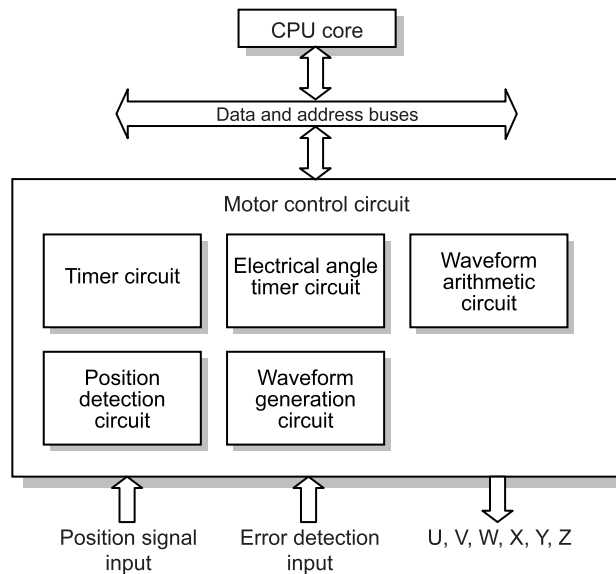 CPU core
Data and address buses
Motor control circuit
Timer circuit
Electrical angle
timer circuit
Waveform
arithmetic
circuit
Position
detection
circuit
Waveform
generation
circuit
Position signal
input
Error detection
input
U, V, W, X, Y, Z